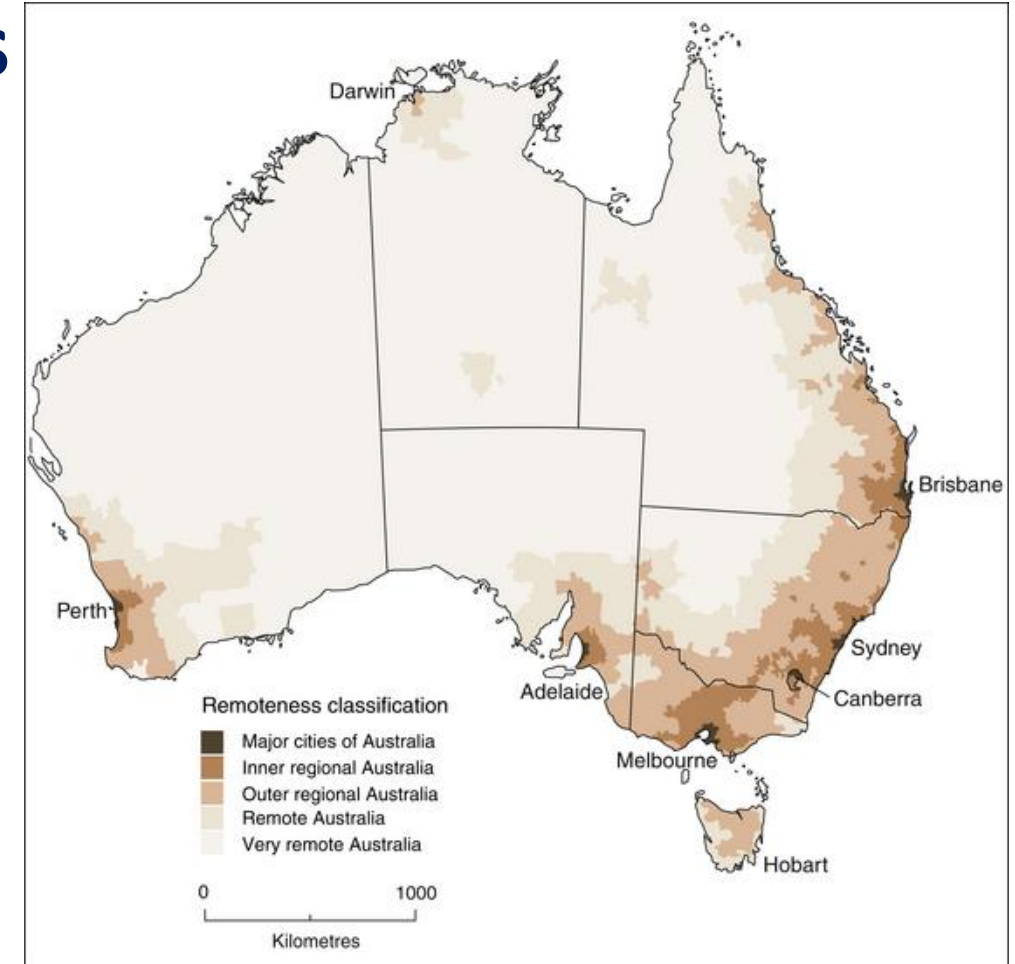 s
Darwin
Brisbane
Perth
Sydney
Adelaide
Canberra
Melbourne
Hobart
Remoteness classification
Major cities of Australia
Inner regional Australia
Outer regional Australia
Remote Australia
Very remote Australia
0 1000
Kilometres